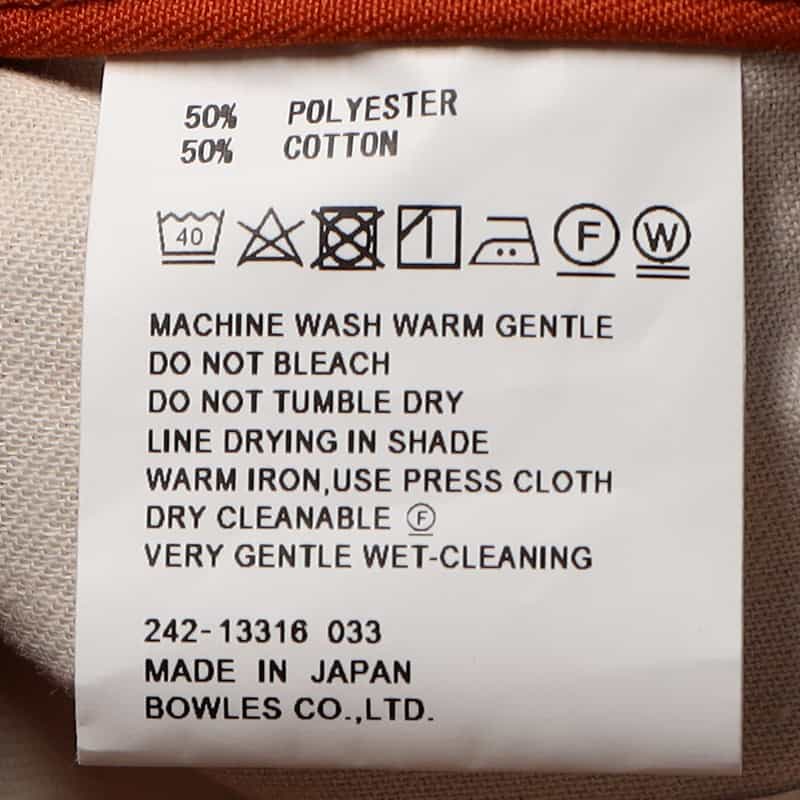 50% POLYESTER
50% COTTON
40 F W
MACHINE WASH WARM GENTLE
DO NOT BLEACH
DO NOT TUMBLE DRY
LINE DRYING IN SHADE
WARM IRON,USE PRESS CLOTH
DRY CLEANABLE Ⓕ
VERY GENTLE WET-CLEANING
242-13316 033
MADE IN JAPAN
BOWLES CO.,LTD.